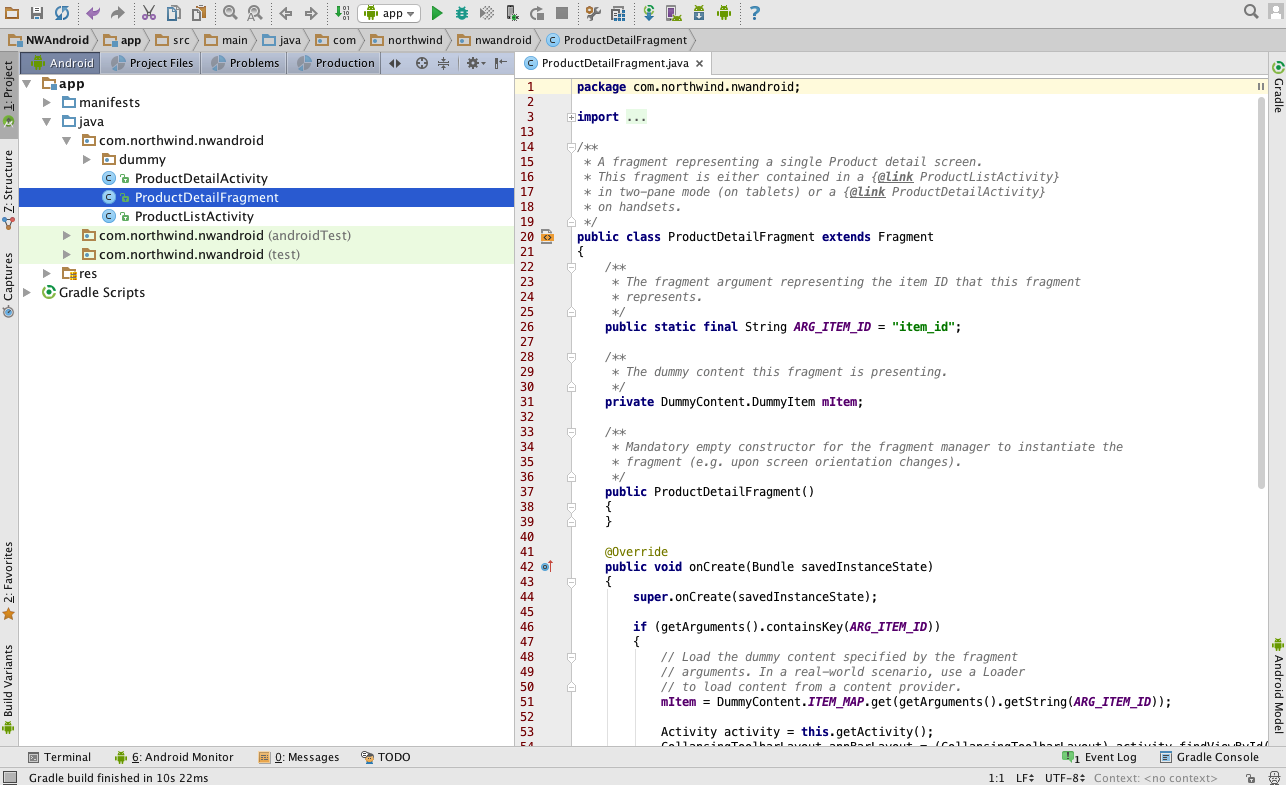 app
NWAndroid app src main java com northwind nwandroid ProductDetailFragment
Android Project Files Problems Production
ProductDetailFragment.java
1: Project
Z: Structure
Captures
2: Favorites
Build Variants
app
manifests
java
com.northwind.nwandroid
dummy
ProductDetailActivity
ProductDetailFragment
ProductListActivity
com.northwind.nwandroid (androidTest)
com.northwind.nwandroid (test)
res
Gradle Scripts
1 package com.northwind.nwandroid;
2
3 import ...
13
14 /**
15 * A fragment representing a single Product detail screen.
16 * This fragment is either contained in a {@link ProductListActivity}
17 * in two-pane mode (on tablets) or a {@link ProductDetailActivity}
18 * on handsets.
19 */
20 public class ProductDetailFragment extends Fragment
21 {
22 /**
23 * The fragment argument representing the item ID that this fragment
24 * represents.
25 */
26 public static final String ARG_ITEM_ID = "item_id";
27
28 /**
29 * The dummy content this fragment is presenting.
30 */
31 private DummyContent.DummyItem mItem;
32
33 /**
34 * Mandatory empty constructor for the fragment manager to instantiate the
35 * fragment (e.g. upon screen orientation changes).
36 */
37 public ProductDetailFragment()
38 {
39 }
40
41 @Override
42 public void onCreate(Bundle savedInstanceState)
43 {
44 super.onCreate(savedInstanceState);
45
46 if (getArguments().containsKey(ARG_ITEM_ID))
47 {
48 // Load the dummy content specified by the fragment
49 // arguments. In a real-world scenario, use a Loader
50 // to load content from a content provider.
51 mItem = DummyContent.ITEM_MAP.get(getArguments().getString(ARG_ITEM_ID));
52
53 Activity activity = this.getActivity();
54 CollapsingToolbarLayout appBarLayout = (CollapsingToolbarLayout) activity.findViewById(
Gradle
Android Model
Terminal 6: Android Monitor 0: Messages TODO 1 Event Log Gradle Console
Gradle build finished in 10s 22ms 1:1 LF UTF-8 Context: <no context>